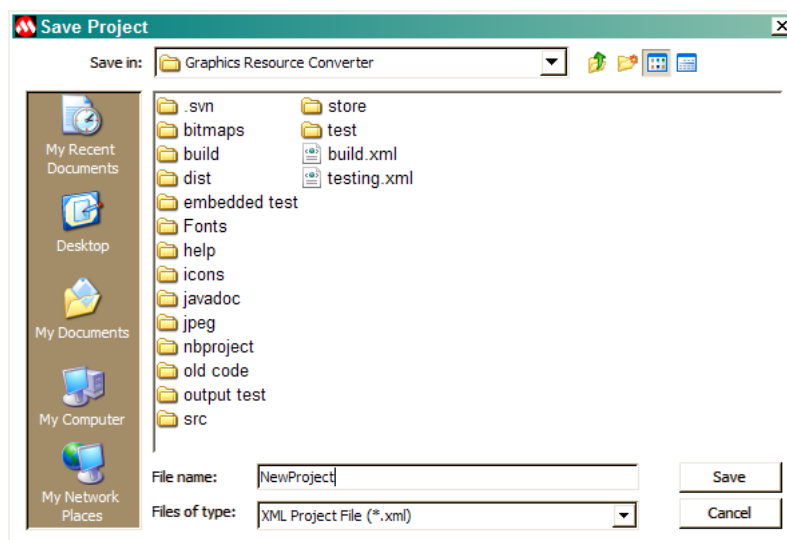 Save Project
Save in: Graphics Resource Converter
My Recent
Documents
Desktop
My Documents
My Computer
My Network
Places
.svn
bitmaps
build
dist
embedded test
Fonts
help
icons
javadoc
jpeg
nbproject
old code
output test
src
store
test
build.xml
testing.xml
File name: NewProject Save
Files of type: XML Project File (*.xml) Cancel